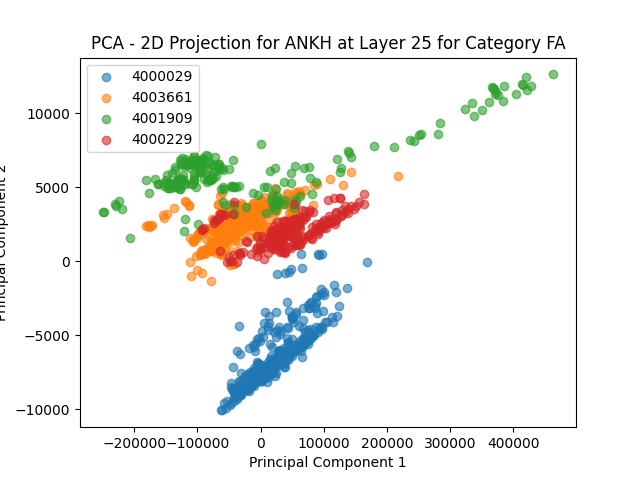 PCA - 2D Projection for ANKH at Layer 25 for Category FA
4000029
4003661
4001909
4000229
10000
5000
0
−5000
−10000
Principal Component 2
−200000 −100000 0 100000 200000 300000 400000
Principal Component 1